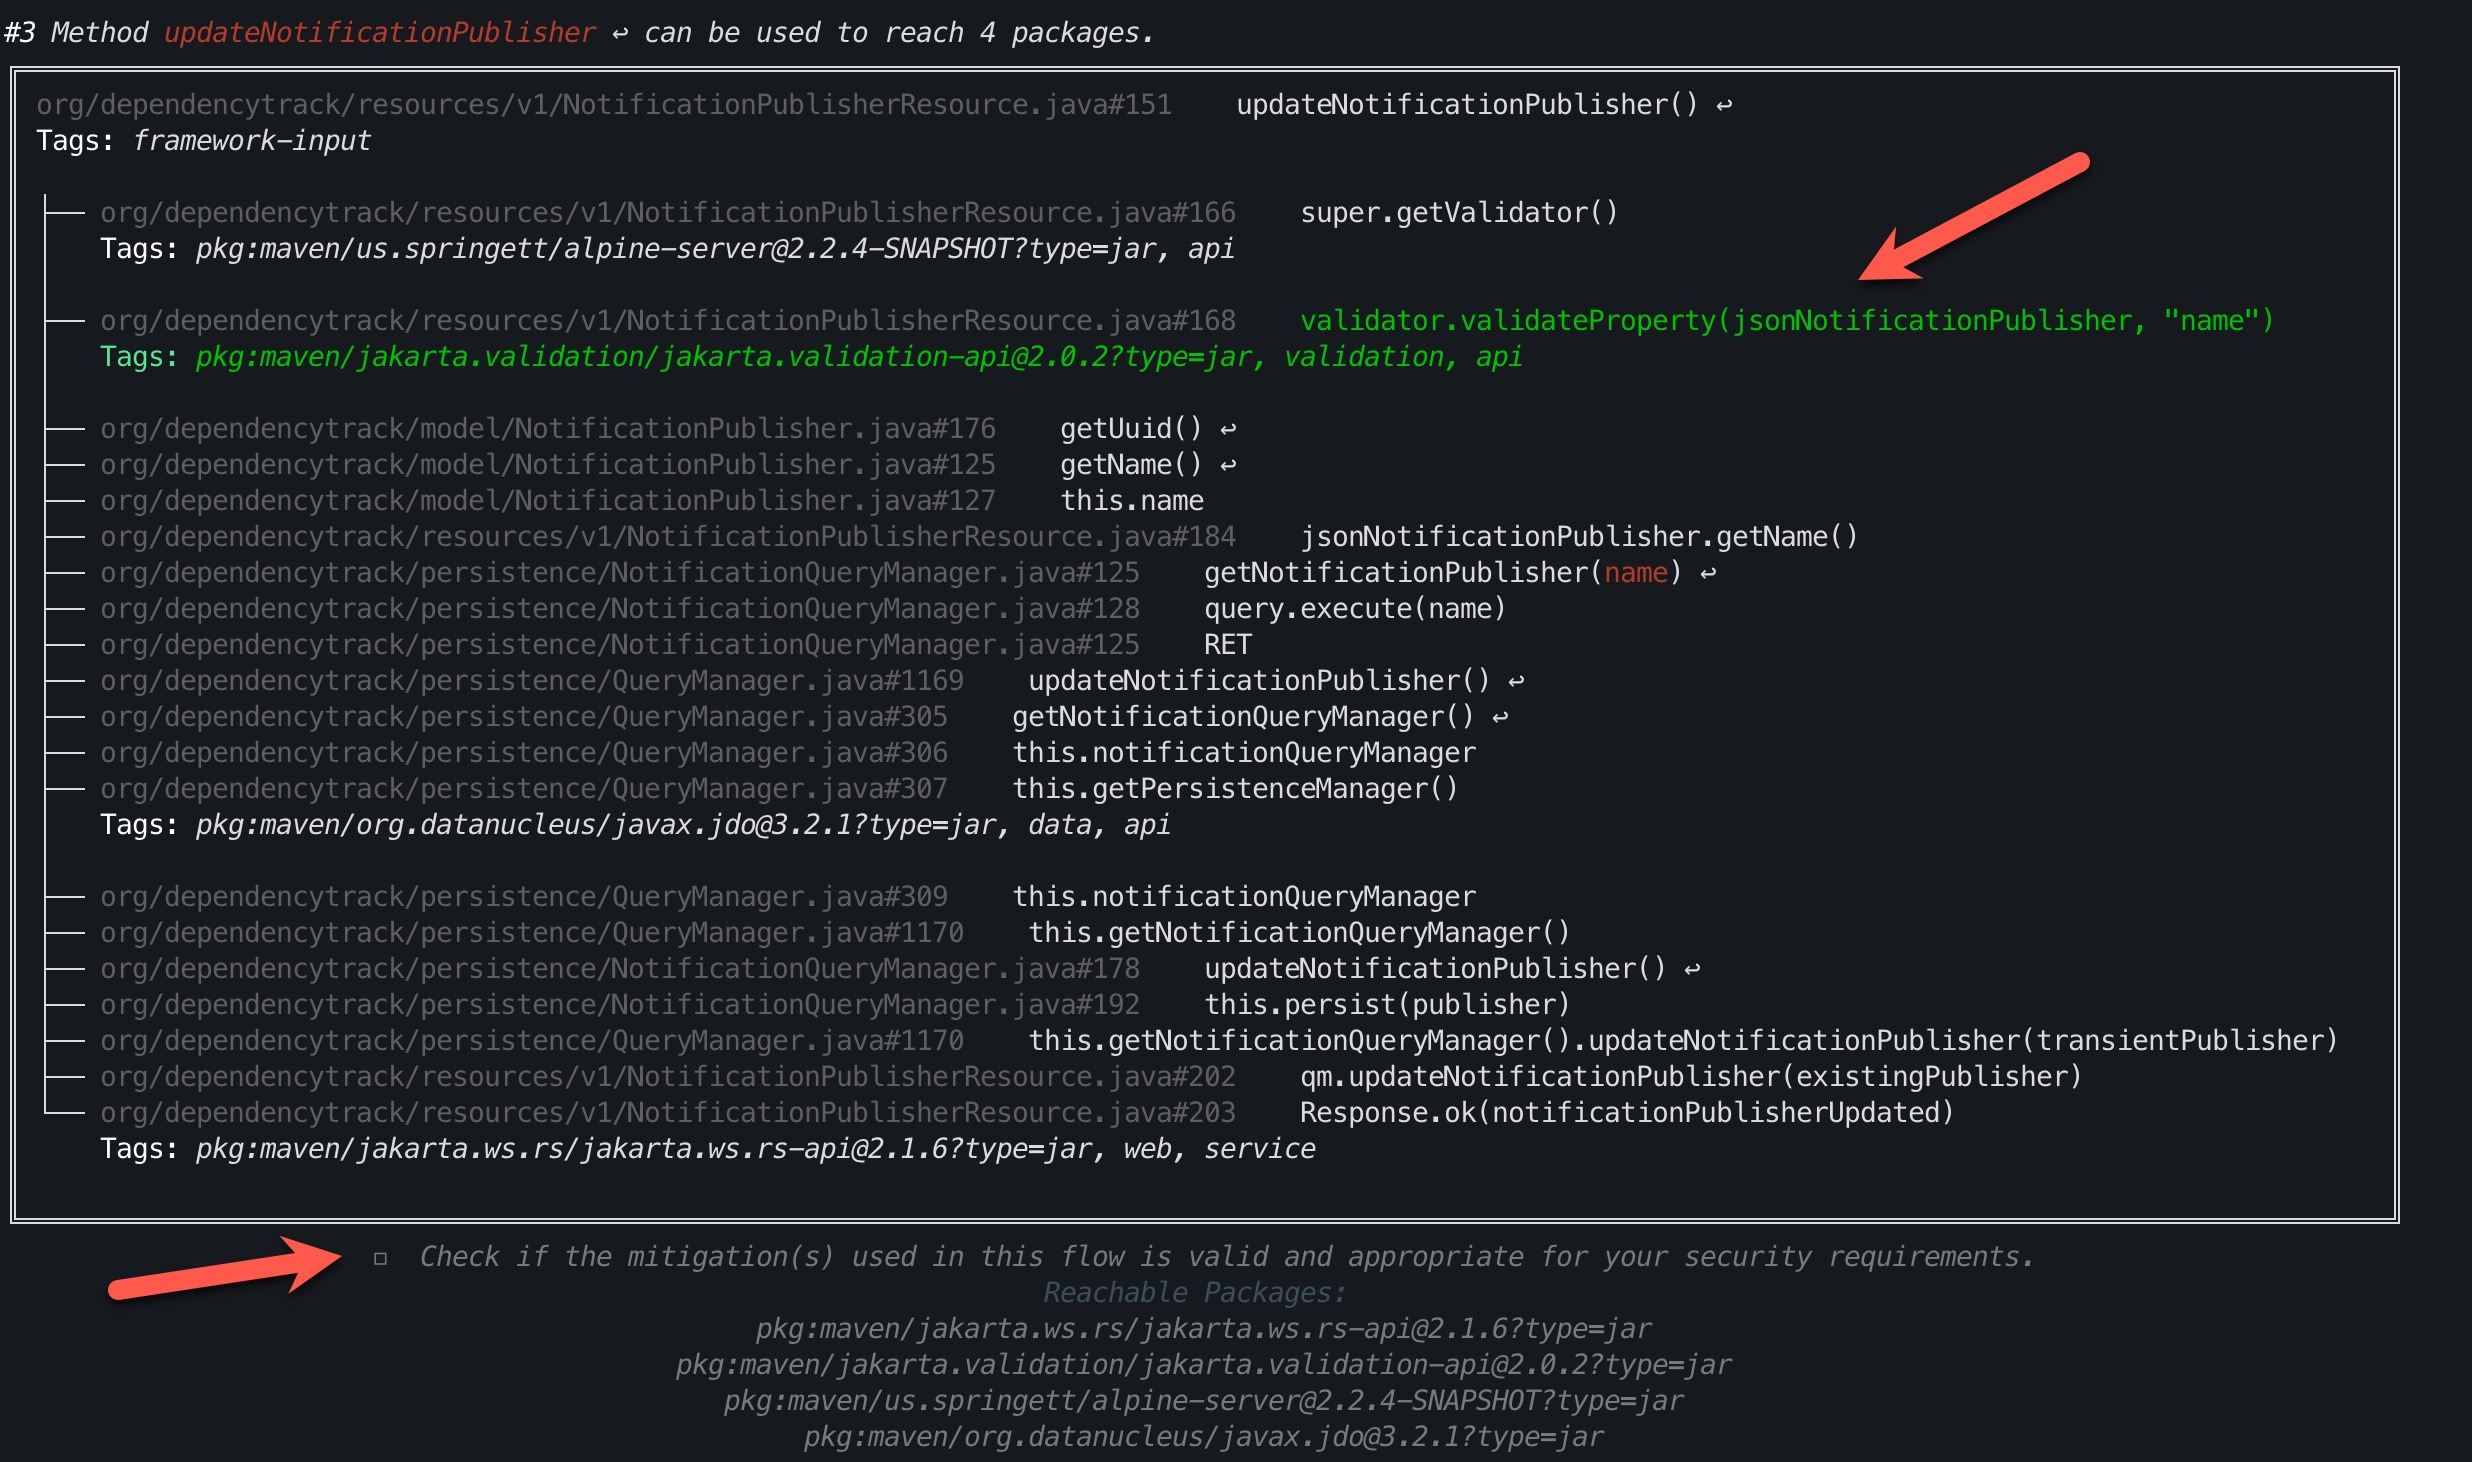 #3 Method updateNotificationPublisher ↩ can be used to reach 4 packages.
org/dependencytrack/resources/v1/NotificationPublisherResource.java#151    updateNotificationPublisher() ↩
Tags: framework-input
org/dependencytrack/resources/v1/NotificationPublisherResource.java#166    super.getValidator()
Tags: pkg:maven/us.springett/alpine-server@2.2.4-SNAPSHOT?type=jar, api
org/dependencytrack/resources/v1/NotificationPublisherResource.java#168    validator.validateProperty(jsonNotificationPublisher, "name")
Tags: pkg:maven/jakarta.validation/jakarta.validation-api@2.0.2?type=jar, validation, api
org/dependencytrack/model/NotificationPublisher.java#176    getUuid() ↩
org/dependencytrack/model/NotificationPublisher.java#125    getName() ↩
org/dependencytrack/model/NotificationPublisher.java#127    this.name
org/dependencytrack/resources/v1/NotificationPublisherResource.java#184    jsonNotificationPublisher.getName()
org/dependencytrack/persistence/NotificationQueryManager.java#125    getNotificationPublisher(name) ↩
org/dependencytrack/persistence/NotificationQueryManager.java#128    query.execute(name)
org/dependencytrack/persistence/NotificationQueryManager.java#125    RET
org/dependencytrack/persistence/QueryManager.java#1169    updateNotificationPublisher() ↩
org/dependencytrack/persistence/QueryManager.java#305    getNotificationQueryManager() ↩
org/dependencytrack/persistence/QueryManager.java#306    this.notificationQueryManager
org/dependencytrack/persistence/QueryManager.java#307    this.getPersistenceManager()
Tags: pkg:maven/org.datanucleus/javax.jdo@3.2.1?type=jar, data, api
org/dependencytrack/persistence/QueryManager.java#309    this.notificationQueryManager
org/dependencytrack/persistence/QueryManager.java#1170    this.getNotificationQueryManager()
org/dependencytrack/persistence/NotificationQueryManager.java#178    updateNotificationPublisher() ↩
org/dependencytrack/persistence/NotificationQueryManager.java#192    this.persist(publisher)
org/dependencytrack/persistence/QueryManager.java#1170    this.getNotificationQueryManager().updateNotificationPublisher(transientPublisher)
org/dependencytrack/resources/v1/NotificationPublisherResource.java#202    qm.updateNotificationPublisher(existingPublisher)
org/dependencytrack/resources/v1/NotificationPublisherResource.java#203    Response.ok(notificationPublisherUpdated)
Tags: pkg:maven/jakarta.ws.rs/jakarta.ws.rs-api@2.1.6?type=jar, web, service
Check if the mitigation(s) used in this flow is valid and appropriate for your security requirements.
Reachable Packages:
pkg:maven/jakarta.ws.rs/jakarta.ws.rs-api@2.1.6?type=jar
pkg:maven/jakarta.validation/jakarta.validation-api@2.0.2?type=jar
pkg:maven/us.springett/alpine-server@2.2.4-SNAPSHOT?type=jar
pkg:maven/org.datanucleus/javax.jdo@3.2.1?type=jar